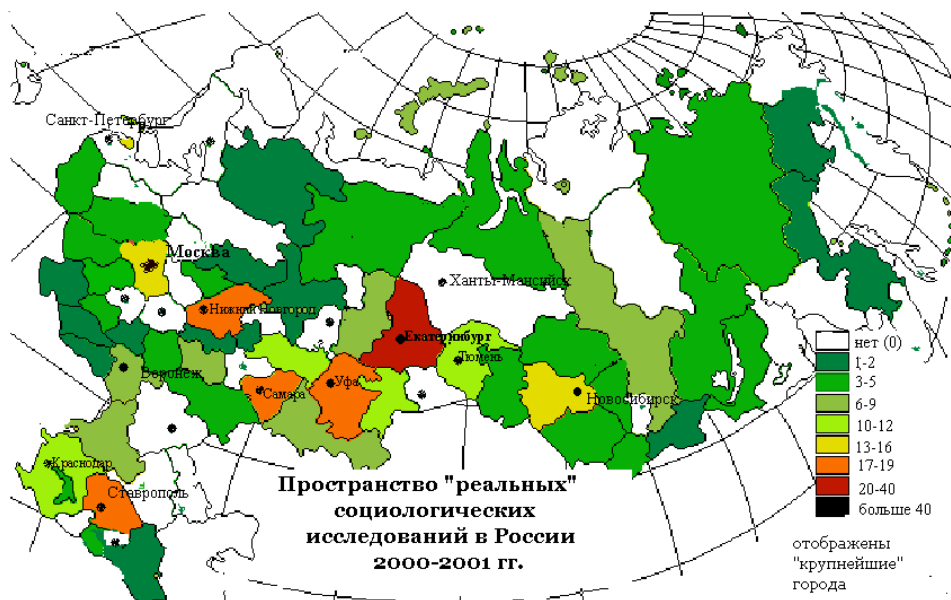 Санкт-Петербург
Москва
Ханты-Мансийск
Нижний Новгород
Екатеринбург
Тюмень
Воронеж
Уфа
Самара
Новосибирск
Краснодар
Ставрополь
нет (0)
1-2
3-5
6-9
10-12
13-16
17-19
20-40
больше 40
Пространство "реальных"
социологических
исследований в России
2000-2001 гг.
отображены
"крупнейшие"
города